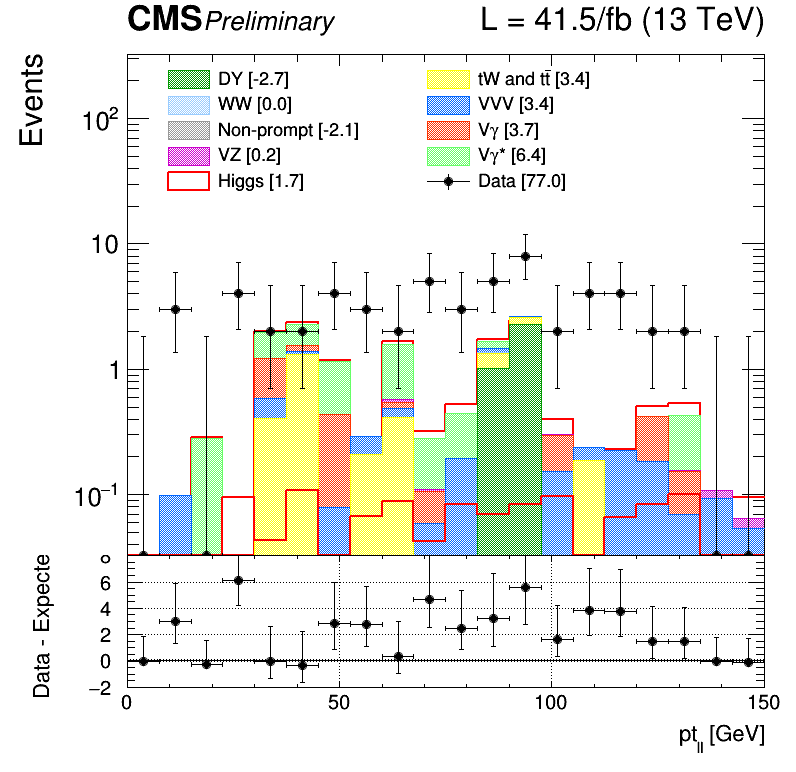 CMS Preliminary L = 41.5/fb (13 TeV)
Events
DY [-2.7] tW and tt̄ [3.4]
WW [0.0] VVV [3.4]
Non-prompt [-2.1] Vγ [3.7]
VZ [0.2] Vγ* [6.4]
Higgs [1.7] Data [77.0]
10²
10
1
10⁻¹
Data - Expecte
6
4
2
0
−2
0 50 100 150
pt_ll [GeV]